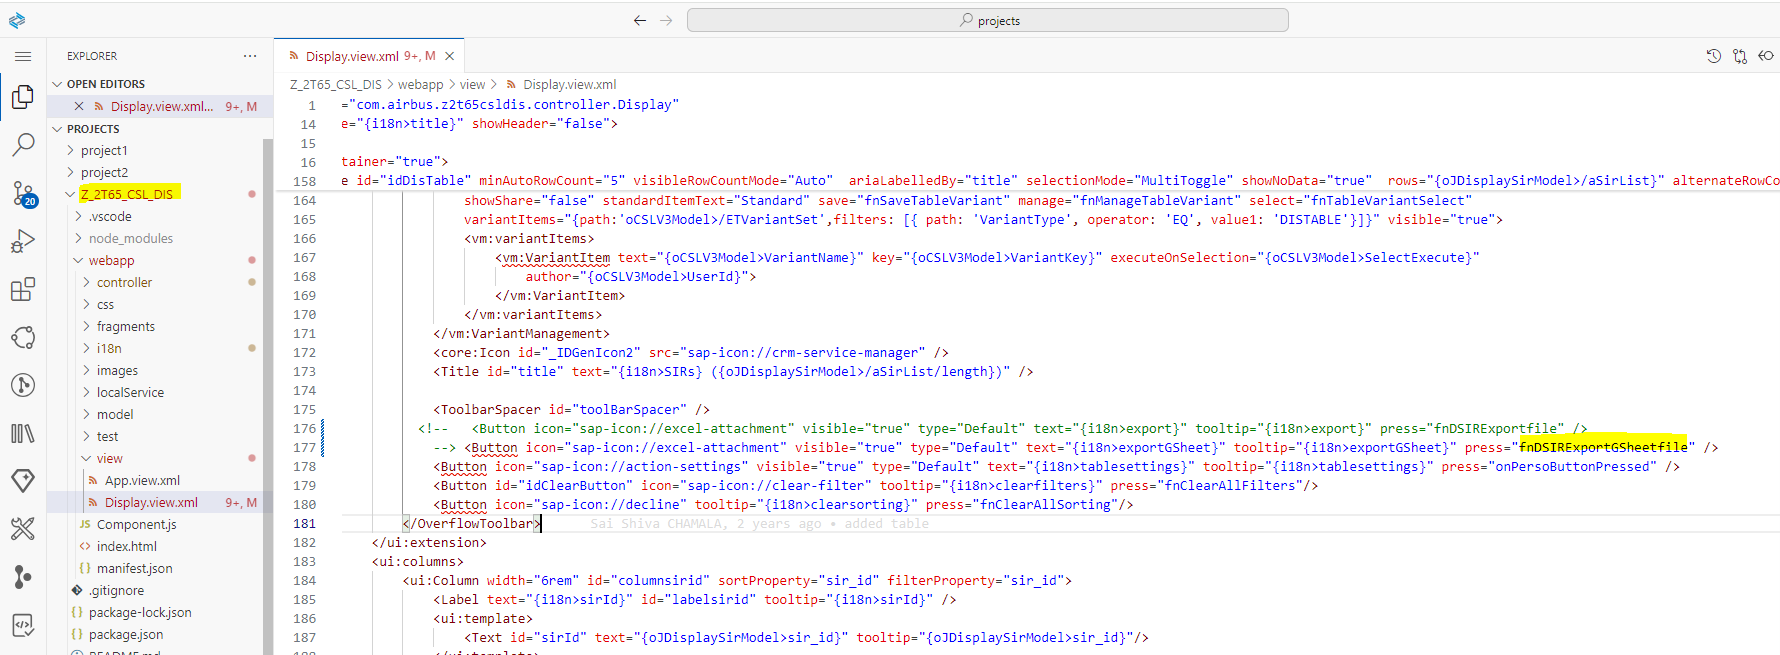 projects
EXPLORER
Display.view.xml 9+, M
OPEN EDITORS
Display.view.xml... 9+, M
PROJECTS
project1
project2
Z_2T65_CSL_DIS
.vscode
node_modules
webapp
controller
css
fragments
i18n
images
localService
model
test
view
App.view.xml
Display.view.xml 9+, M
Component.js
index.html
manifest.json
.gitignore
package-lock.json
package.json
20
Z_2T65_CSL_DIS > webapp > view > Display.view.xml
1 ="com.airbus.z2t65csldis.controller.Display"
14 e="{i18n>title}" showHeader="false">
15
16 tainer="true">
158 e id="idDisTable" minAutoRowCount="5" visibleRowCountMode="Auto" ariaLabelledBy="title" selectionMode="MultiToggle" showNoData="true" rows="{oJDisplaySirModel>/aSirList}" alternateRowCo
164 showShare="false" standardItemText="Standard" save="fnSaveTableVariant" manage="fnManageTableVariant" select="fnTableVariantSelect"
165 variantItems="{path:'oCSLV3Model>/ETVariantSet',filters: [{ path: 'VariantType', operator: 'EQ', value1: 'DISTABLE'}]}" visible="true">
166 <vm:variantItems>
167 <vm:VariantItem text="{oCSLV3Model>VariantName}" key="{oCSLV3Model>VariantKey}" executeOnSelection="{oCSLV3Model>SelectExecute}"
168 author="{oCSLV3Model>UserId}">
169 </vm:VariantItem>
170 </vm:variantItems>
171 </vm:VariantManagement>
172 <core:Icon id="_IDGenIcon2" src="sap-icon://crm-service-manager" />
173 <Title id="title" text="{i18n>SIRs} ({oJDisplaySirModel>/aSirList/length})" />
174
175 <ToolbarSpacer id="toolBarSpacer" />
176 <!-- <Button icon="sap-icon://excel-attachment" visible="true" type="Default" text="{i18n>export}" tooltip="{i18n>export}" press="fnDSIRExportfile" />
177 --> <Button icon="sap-icon://excel-attachment" visible="true" type="Default" text="{i18n>exportGSheet}" tooltip="{i18n>exportGSheet}" press="fnDSIRExportGSheetfile" />
178 <Button icon="sap-icon://action-settings" visible="true" type="Default" text="{i18n>tablesettings}" tooltip="{i18n>tablesettings}" press="onPersoButtonPressed" />
179 <Button id="idClearButton" icon="sap-icon://clear-filter" tooltip="{i18n>clearfilters}" press="fnClearAllFilters"/>
180 <Button icon="sap-icon://decline" tooltip="{i18n>clearsorting}" press="fnClearAllSorting"/>
181 </OverflowToolbar> Sai Shiva CHAMALA, 2 years ago • added table
182 </ui:extension>
183 <ui:columns>
184 <ui:Column width="6rem" id="columnsirid" sortProperty="sir_id" filterProperty="sir_id">
185 <Label text="{i18n>sirId}" id="labelsirid" tooltip="{i18n>sirId}" />
186 <ui:template>
187 <Text id="sirId" text="{oJDisplaySirModel>sir_id}" tooltip="{oJDisplaySirModel>sir_id}"/>